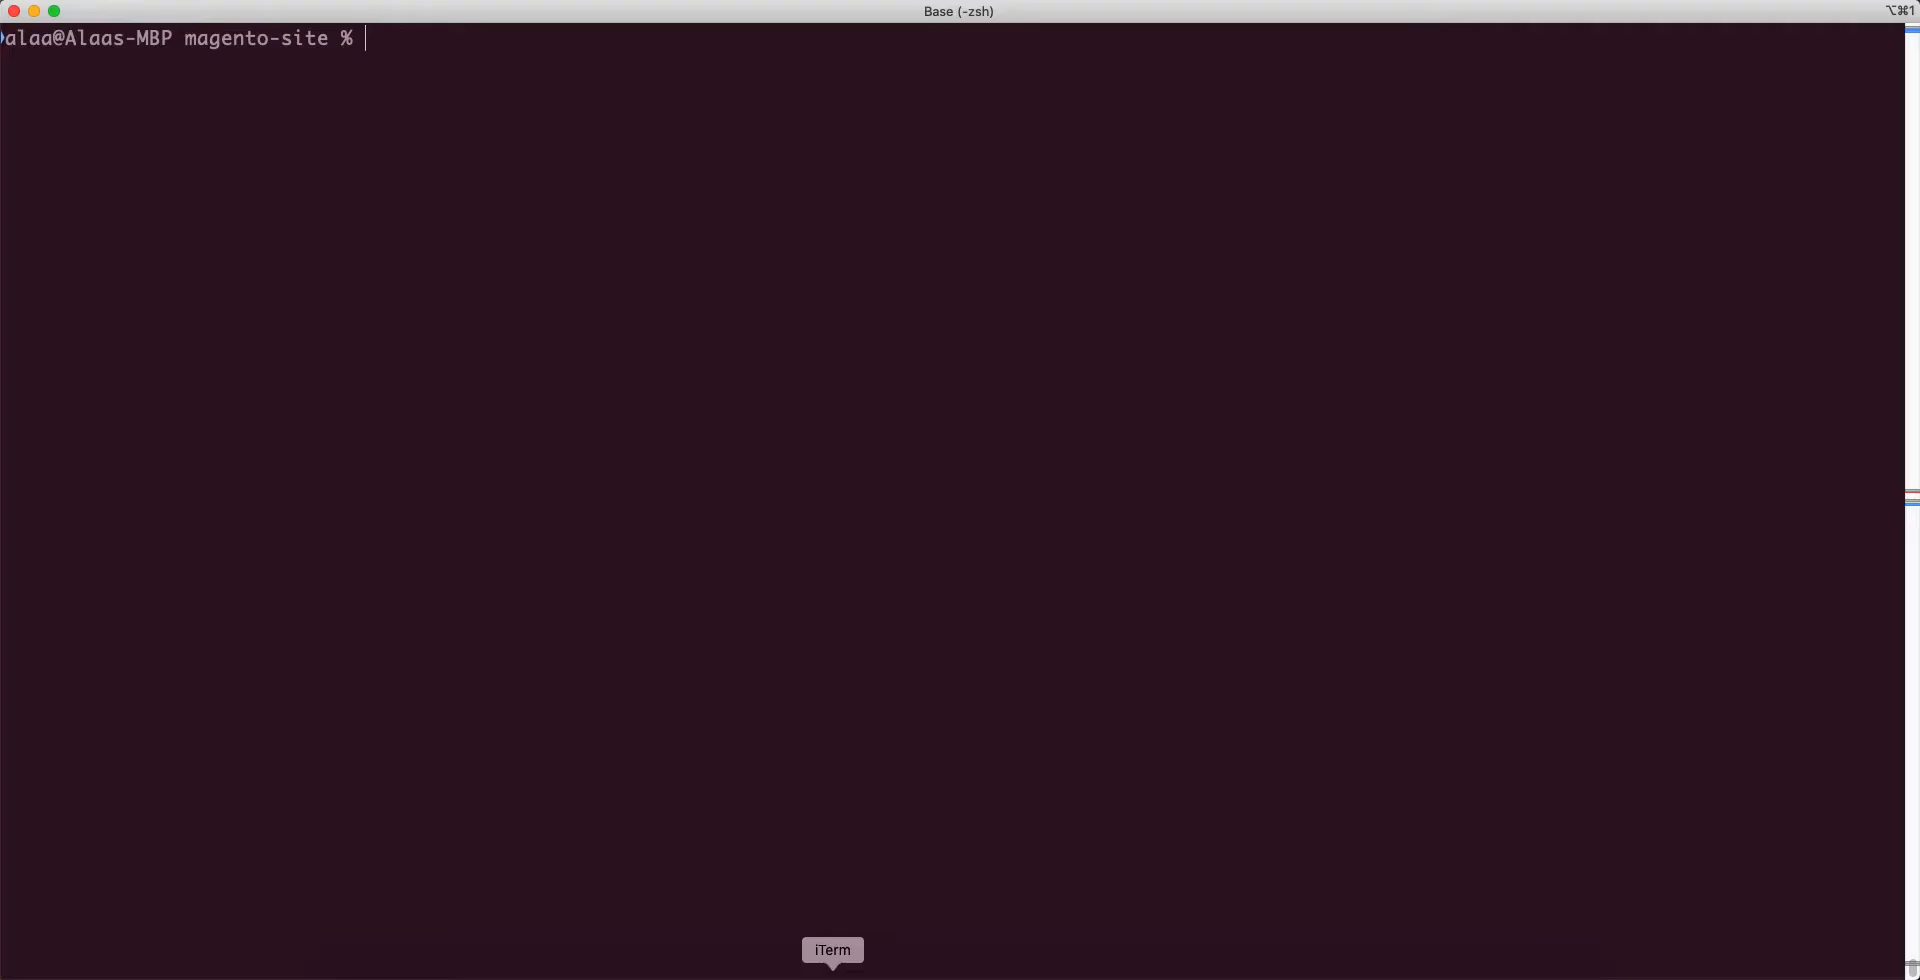 Base (-zsh)
⌥⌘1
alaa@Alaas-MBP magento-site %
iTerm